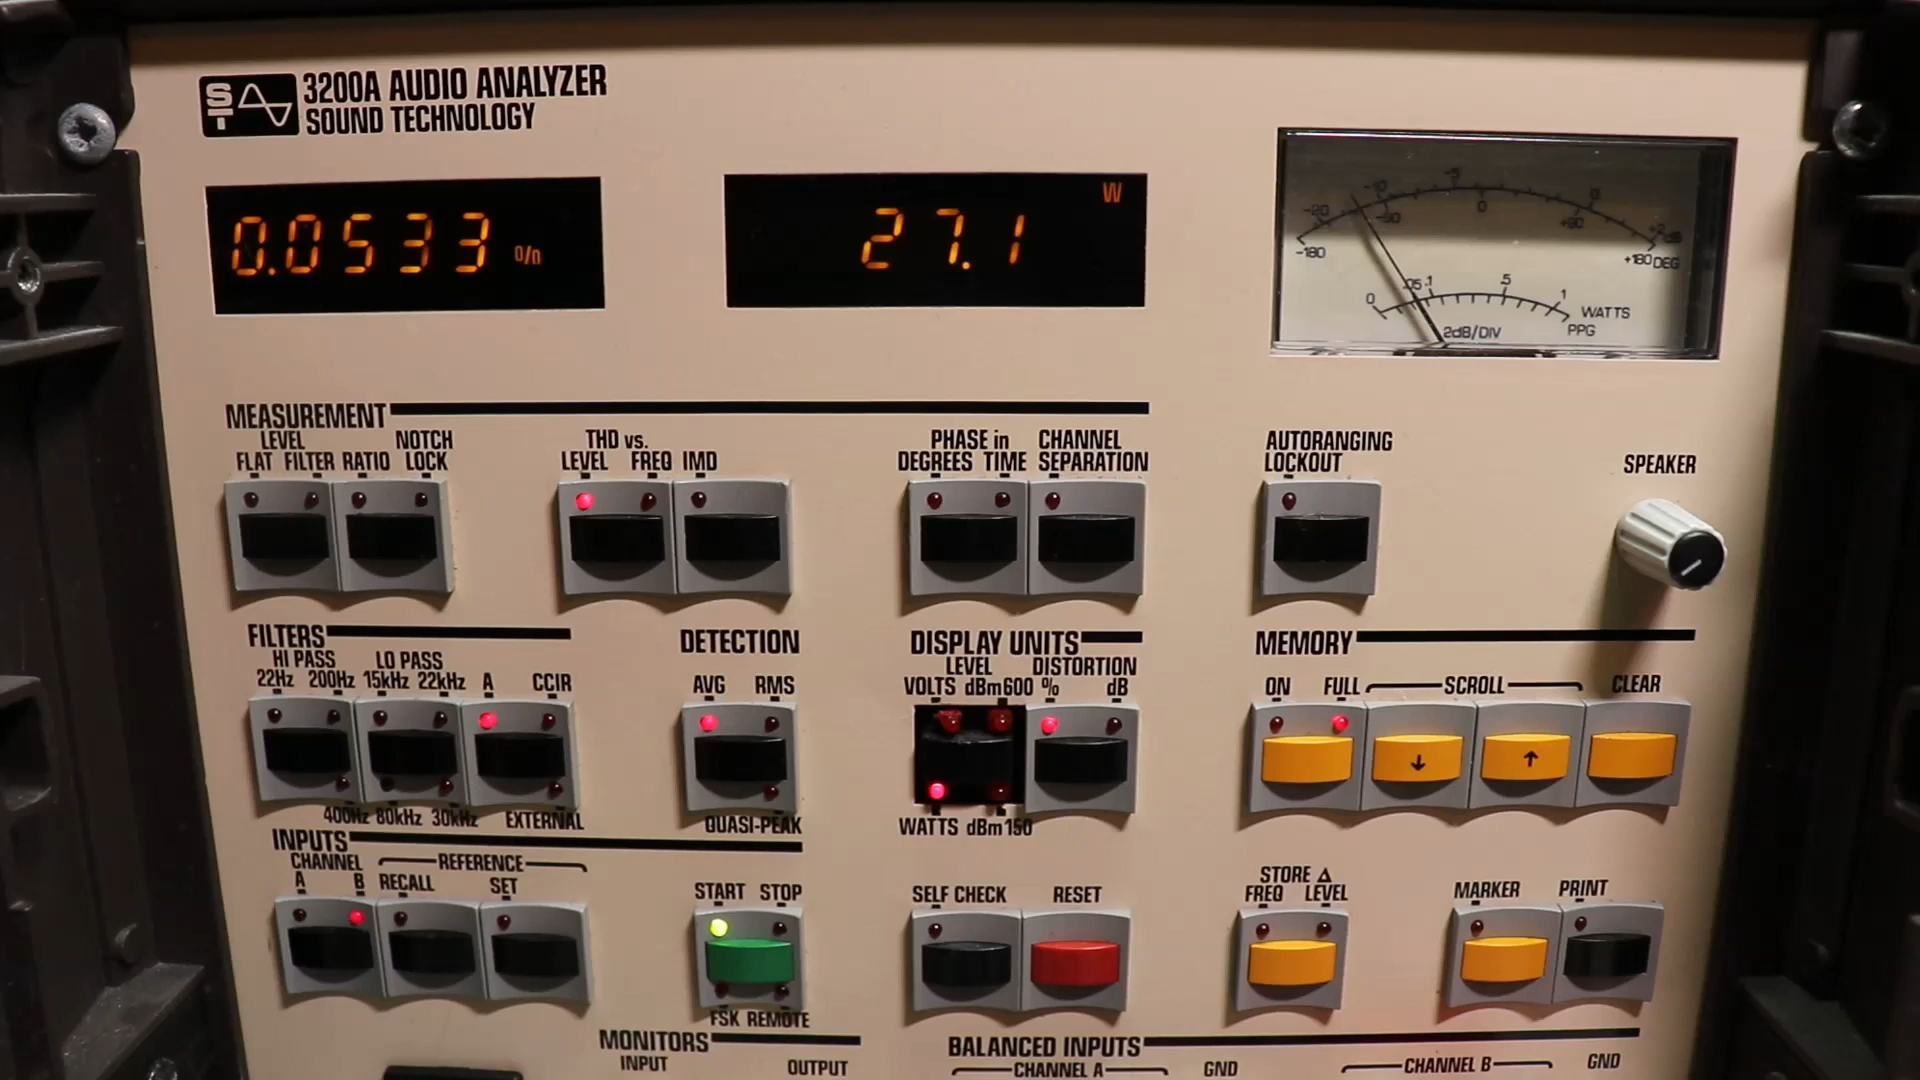 ST 3200A AUDIO ANALYZER
SOUND TECHNOLOGY
0.0533 %
27.1 W
-20 -10 -5 0 +2 dB
-180 -90 0 +90 +180 DEG
0 .05 .1 .5 1 WATTS
2dB/DIV PPG
MEASUREMENT
LEVEL NOTCH THD vs. PHASE in CHANNEL AUTORANGING
FLAT FILTER RATIO LOCK LEVEL FREQ IMD DEGREES TIME SEPARATION LOCKOUT SPEAKER
FILTERS DETECTION DISPLAY UNITS MEMORY
HI PASS LO PASS LEVEL DISTORTION
22Hz 200Hz 15kHz 22kHz A CCIR AVG RMS VOLTS dBm600 % dB ON FULL SCROLL CLEAR
↓ ↑
400Hz 80kHz 30kHz EXTERNAL QUASI-PEAK WATTS dBm150
INPUTS
CHANNEL REFERENCE STORE Δ
A B RECALL SET START STOP SELF CHECK RESET FREQ LEVEL MARKER PRINT
FSK REMOTE
MONITORS BALANCED INPUTS
INPUT OUTPUT CHANNEL A GND CHANNEL B GND